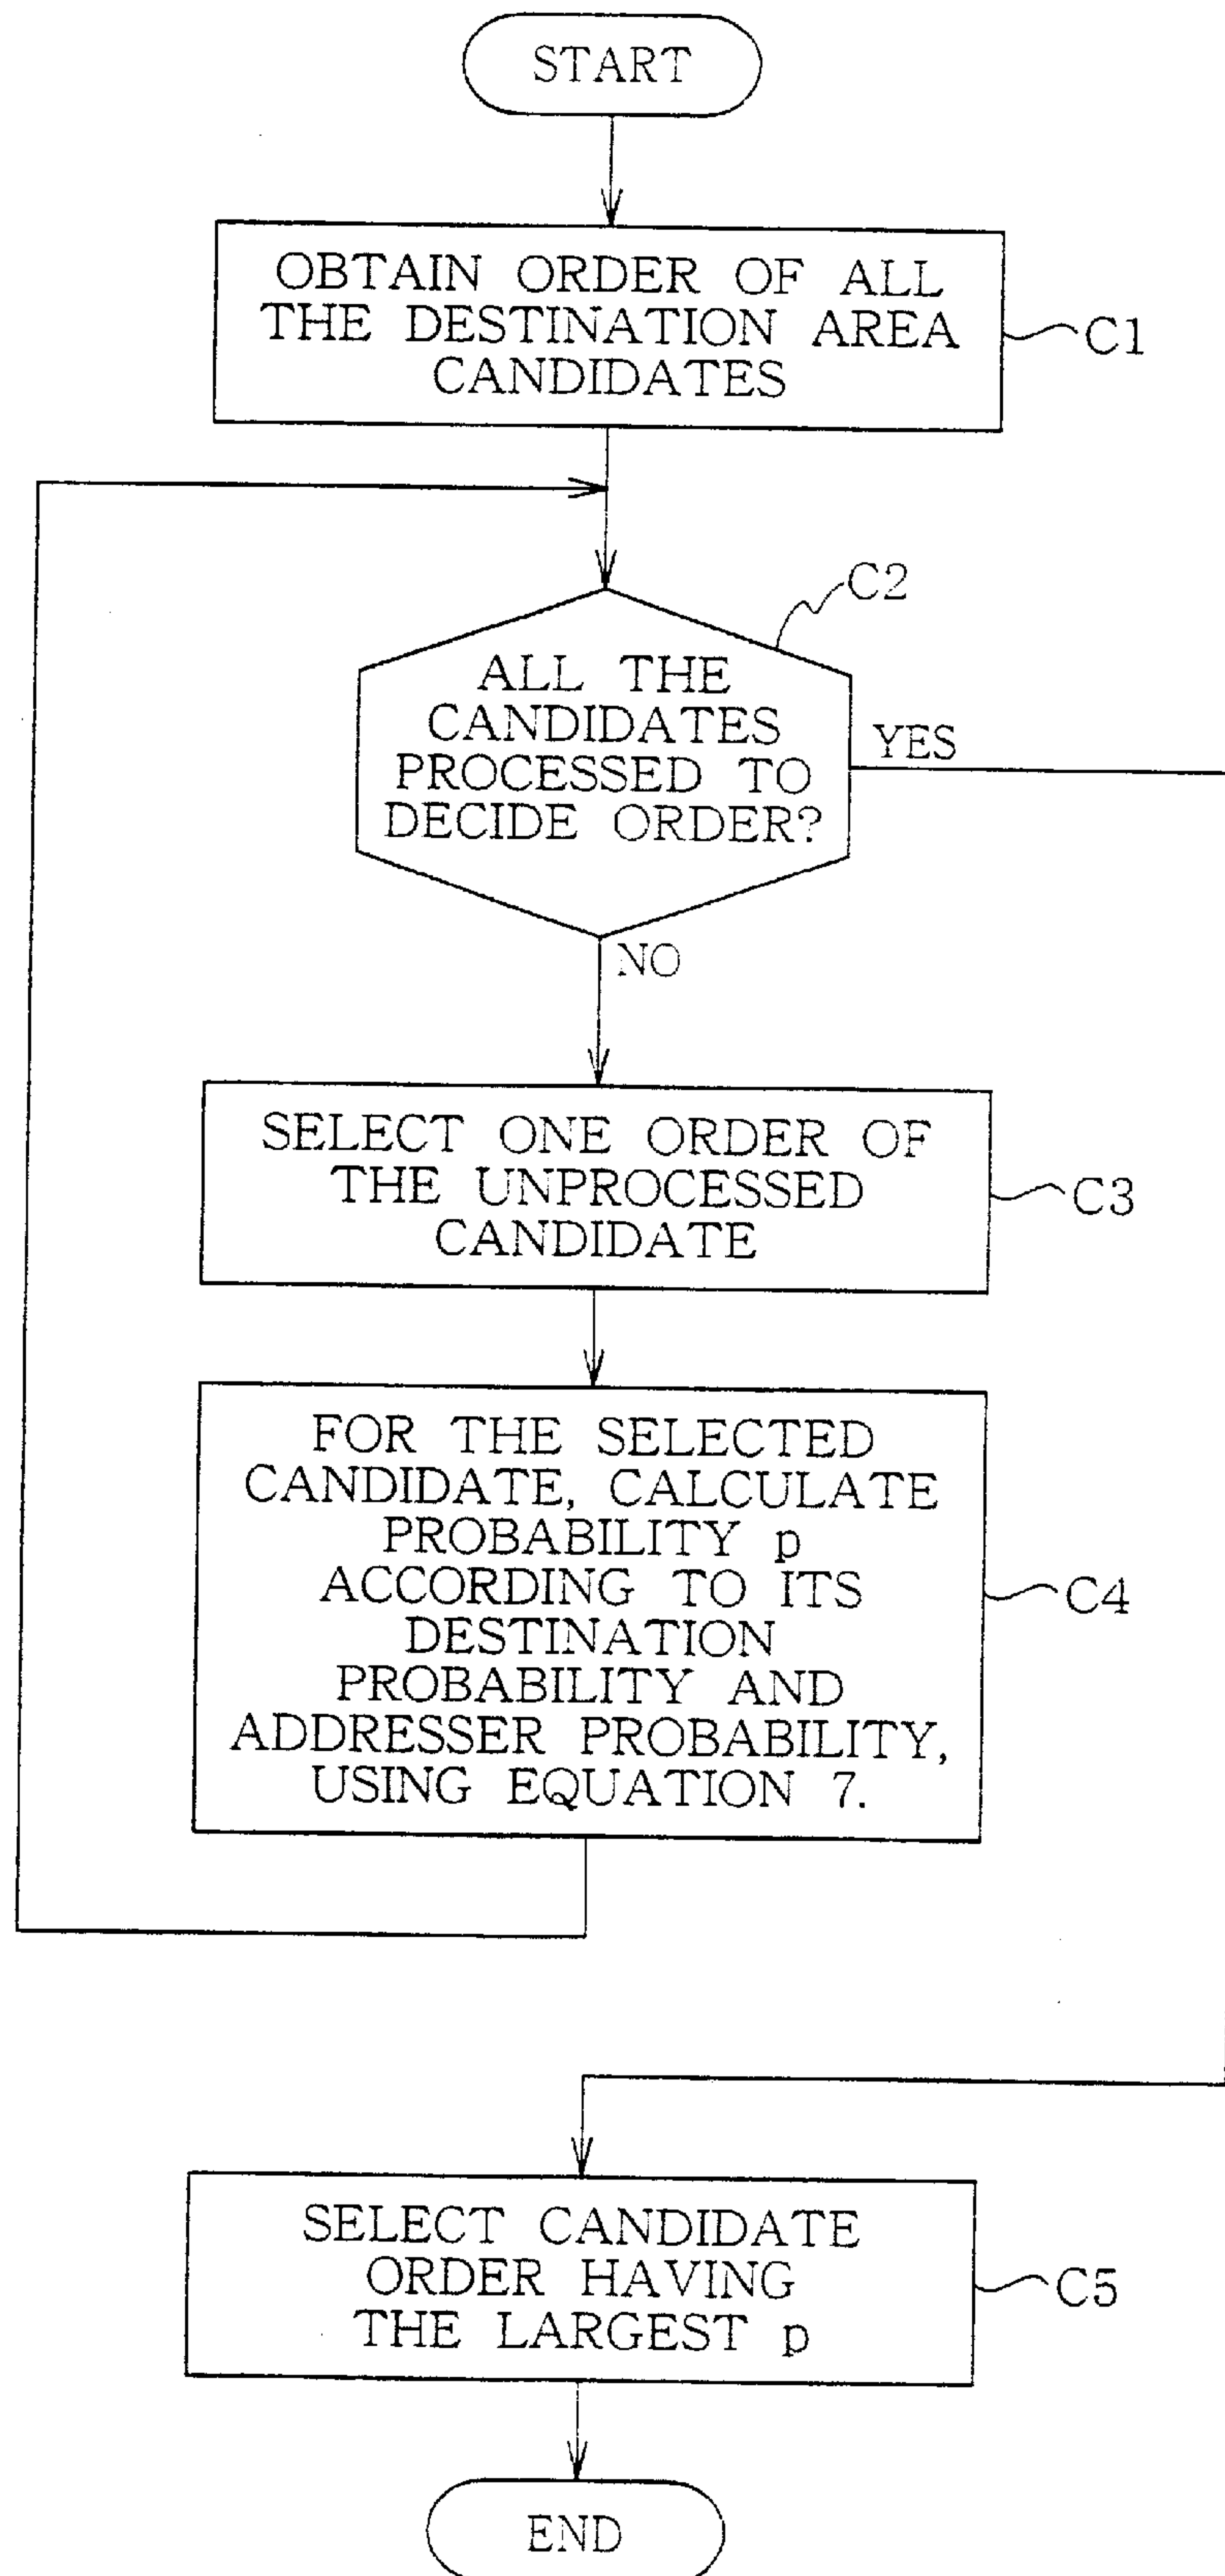 START
OBTAIN ORDER OF ALL
THE DESTINATION AREA
CANDIDATES
C1
C2
ALL THE
CANDIDATES
PROCESSED TO
DECIDE ORDER?
YES
NO
SELECT ONE ORDER OF
THE UNPROCESSED
CANDIDATE
C3
FOR THE SELECTED
CANDIDATE, CALCULATE
PROBABILITY p
ACCORDING TO ITS
DESTINATION
PROBABILITY AND
ADDRESSER PROBABILITY,
USING EQUATION 7.
C4
SELECT CANDIDATE
ORDER HAVING
THE LARGEST p
C5
END